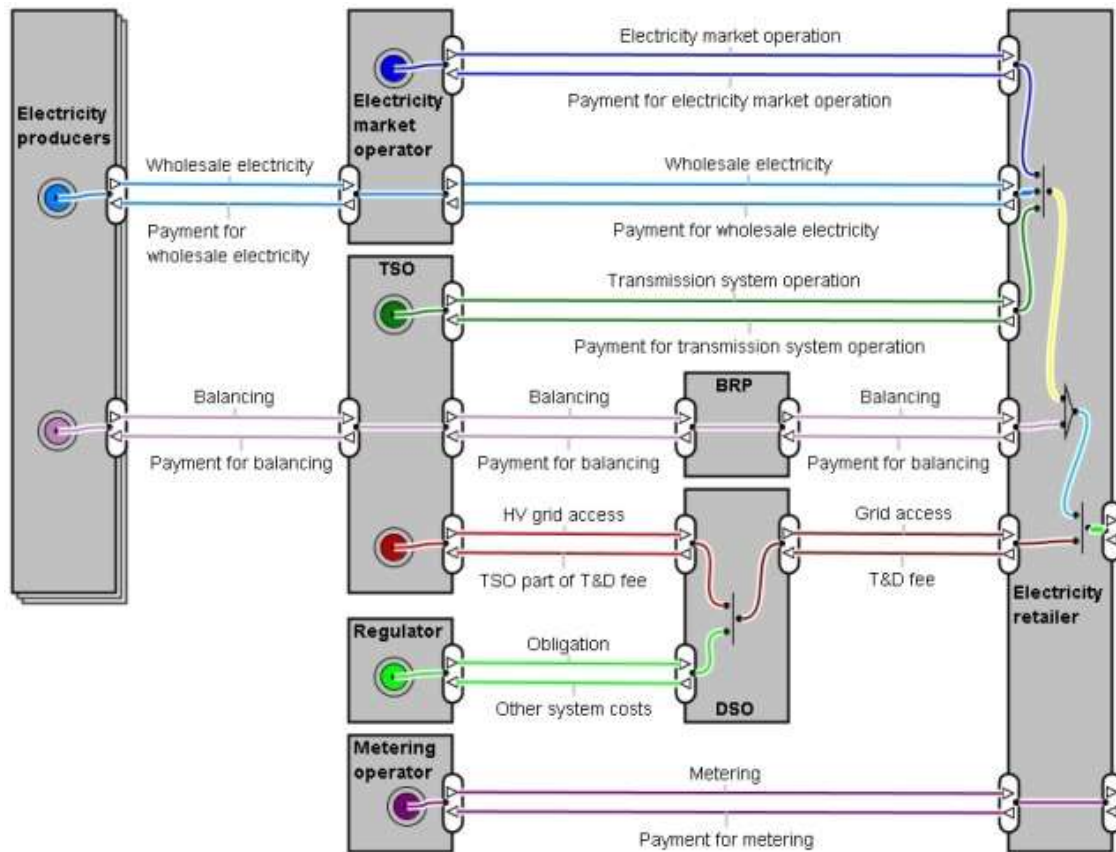 Electricity market operation
Payment for electricity market operation
Electricity
producers
Electricity
market
operator
Wholesale electricity
Payment for
wholesale electricity
Wholesale electricity
Payment for wholesale electricity
TSO
Transmission system operation
Payment for transmission system operation
Balancing
Payment for balancing
Balancing
Payment for balancing
BRP
Balancing
Payment for balancing
HV grid access
TSO part of T&D fee
Grid access
T&D fee
Electricity
retailer
Regulator
Obligation
Other system costs
DSO
Metering
operator
Metering
Payment for metering